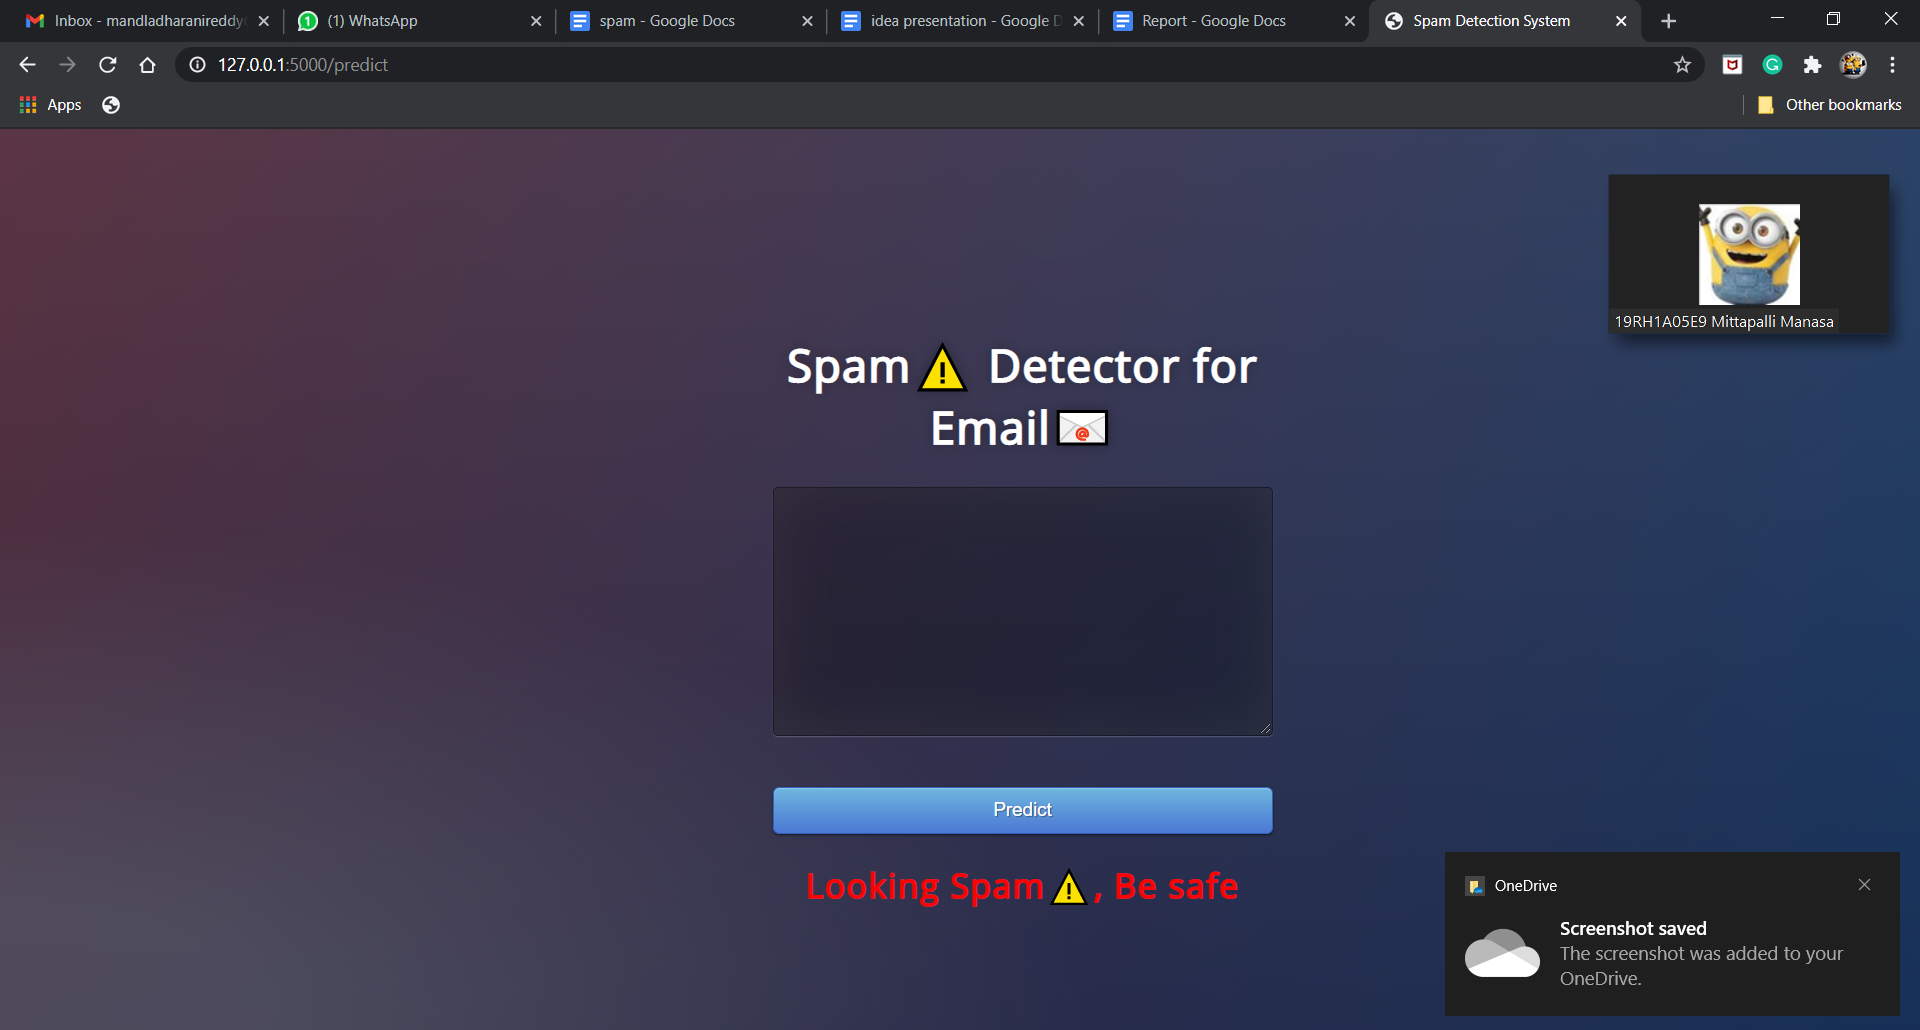 Inbox - mandladharanireddy
(1) WhatsApp
spam - Google Docs
idea presentation - Google D
Report - Google Docs
Spam Detection System
127.0.0.1:5000/predict
Apps
Other bookmarks
19RH1A05E9 Mittapalli Manasa
Spam⚠ Detector for
Email📧
Predict
Looking Spam⚠, Be safe
OneDrive
Screenshot saved
The screenshot was added to your
OneDrive.